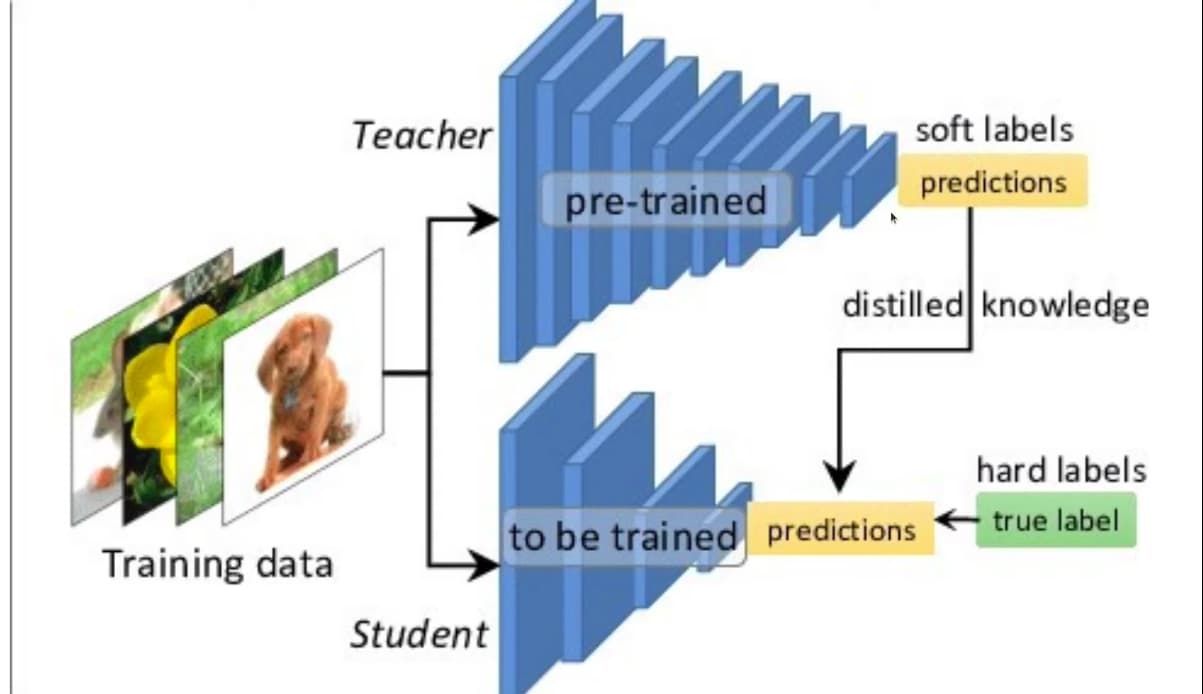 Teacher
pre-trained
soft labels
predictions
distilled knowledge
Training data
to be trained
predictions
hard labels
true label
Student